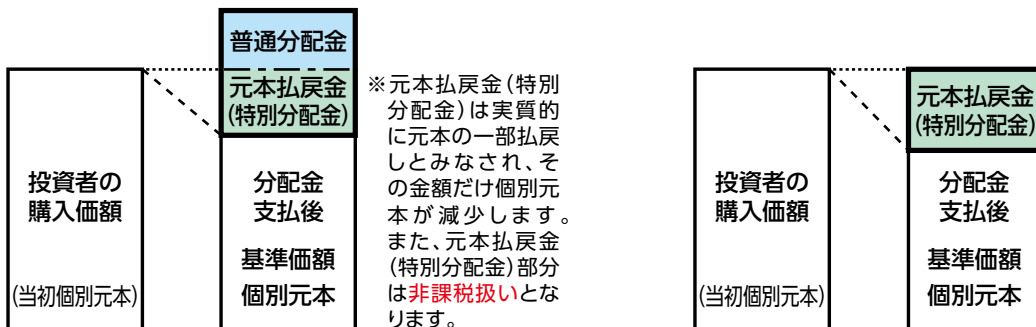 普通分配金
元本払戻金
(特別分配金)
投資者の
購入価額
(当初個別元本)
分配金
支払後
基準価額
個別元本
※元本払戻金(特別
分配金)は実質的
に元本の一部払戻
しとみなされ、そ
の金額だけ個別元
本が減少します。
また、元本払戻金
(特別分配金)部分
は非課税扱いとな
ります。
投資者の
購入価額
(当初個別元本)
元本払戻金
(特別分配金)
分配金
支払後
基準価額
個別元本